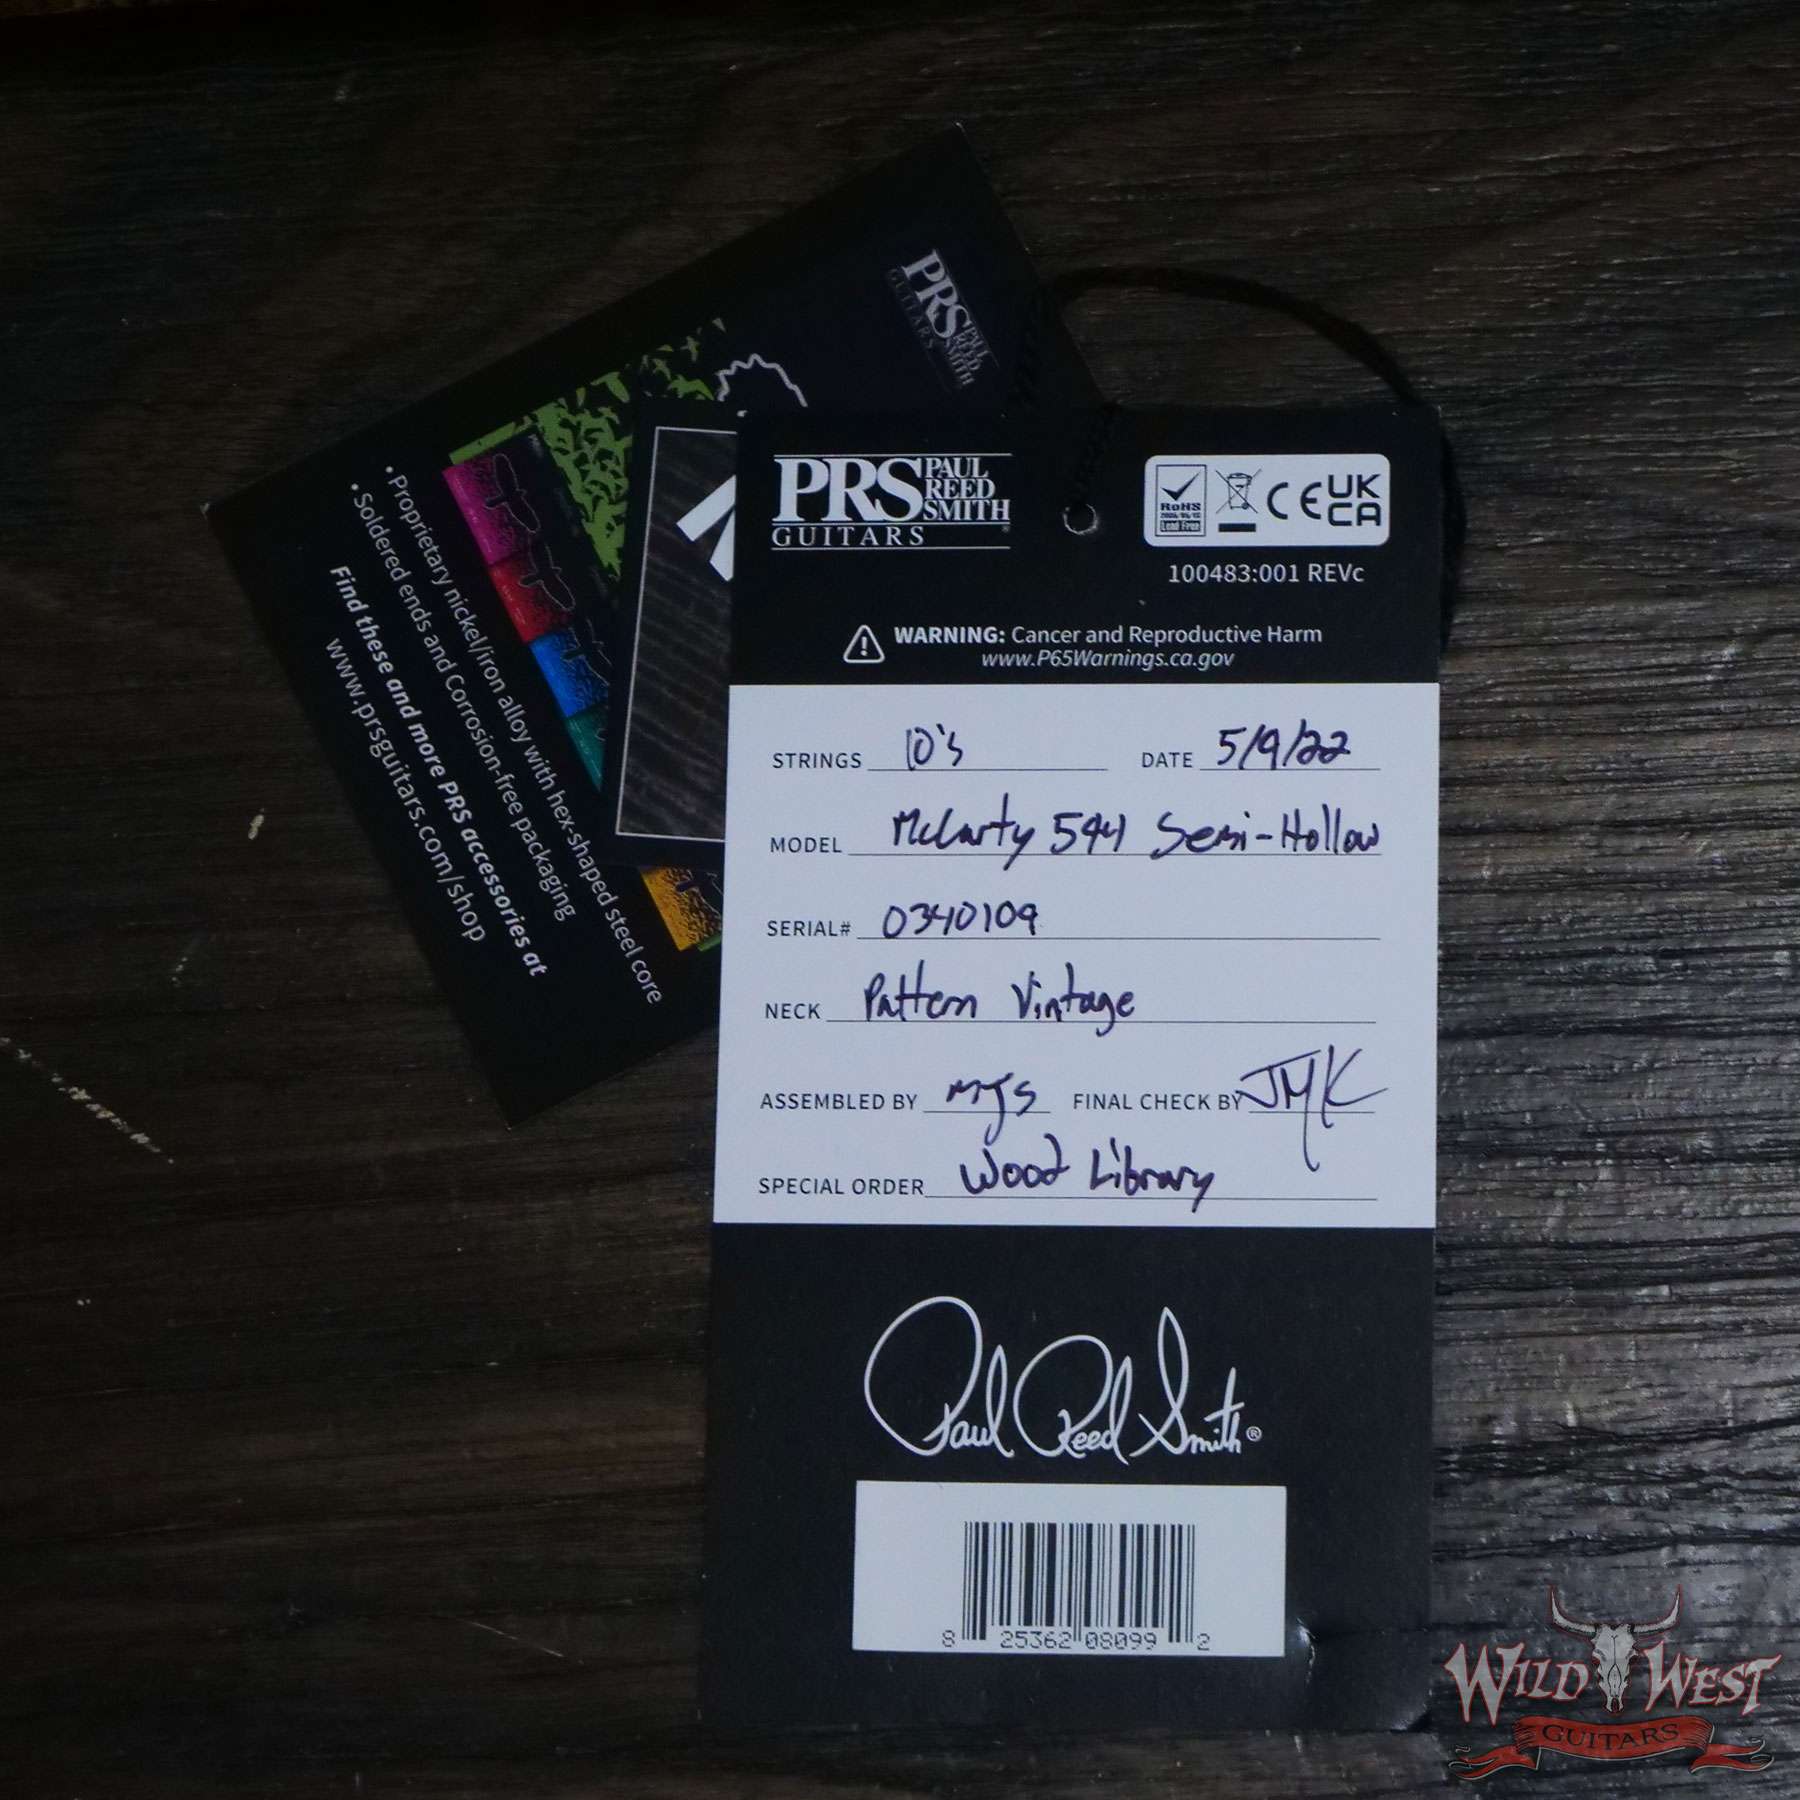 PRS PAUL REED SMITH
GUITARS
• Proprietary nickel/iron alloy with hex-shaped steel core
• Soldered ends and Corrosion-free packaging
Find these and more PRS accessories at
www.prsguitars.com/shop
PRS PAUL REED SMITH
GUITARS
RoHS
Lead Free
CE UK CA
100483:001 REVc
WARNING: Cancer and Reproductive Harm
www.P65Warnings.ca.gov
STRINGS 10's DATE 5/9/22
MODEL McCarty 594 Semi-Hollow
SERIAL# 0340109
NECK Pattern Vintage
ASSEMBLED BY MJS FINAL CHECK BY JMK
SPECIAL ORDER Wood Library
Paul Reed Smith®
8 25362 08099 2
WILD WEST
GUITARS